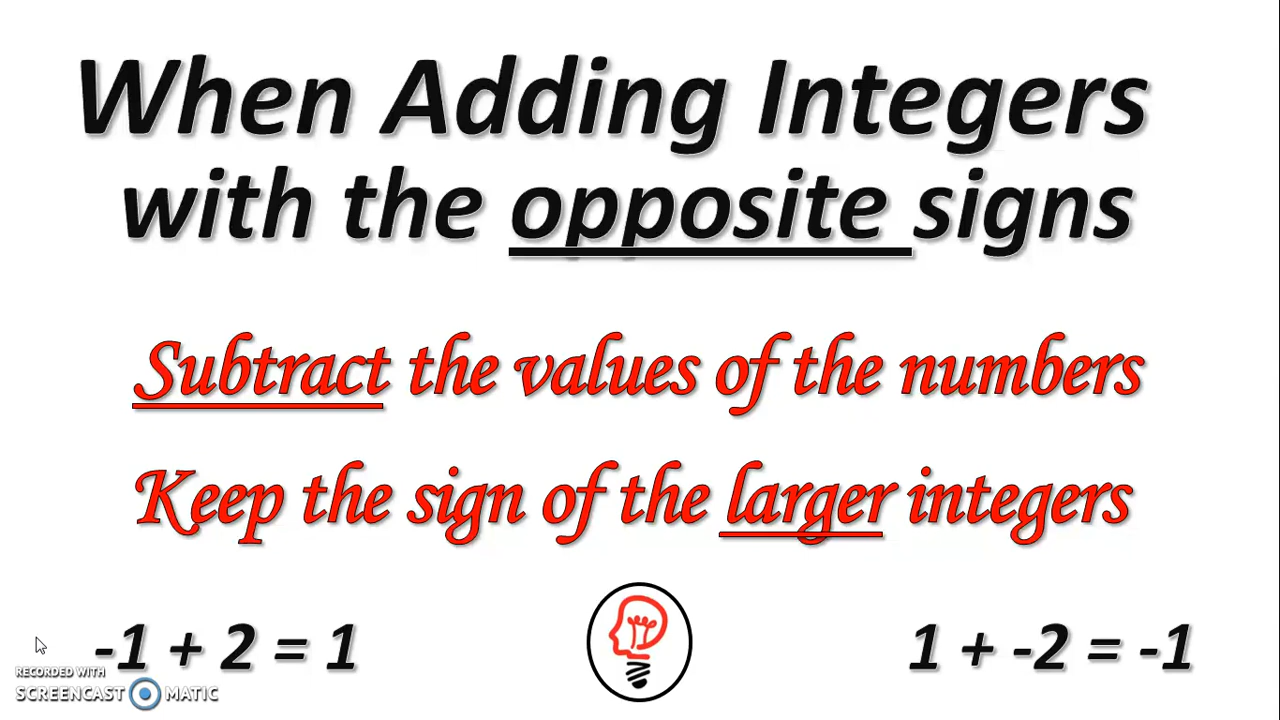 When Adding Integers
with the opposite signs
Subtract the values of the numbers
Keep the sign of the larger integers
-1 + 2 = 1
1 + -2 = -1
RECORDED WITH
SCREENCAST MATIC